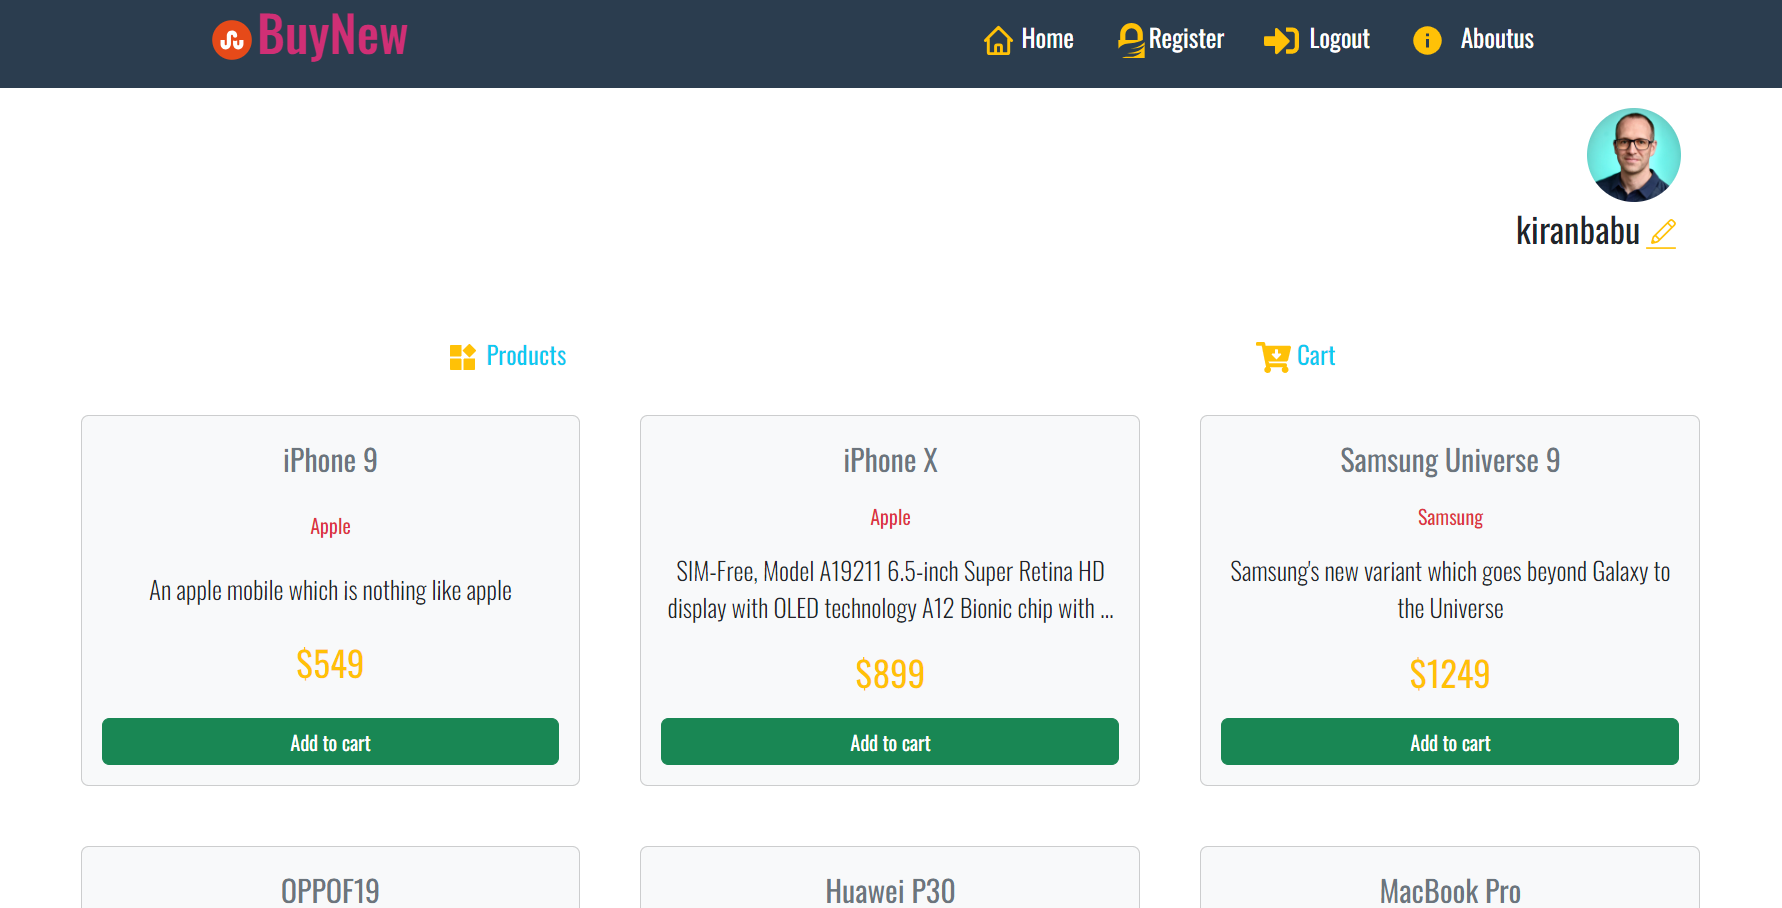 BuyNew
Home
Register
Logout
Aboutus
kiranbabu
Products
Cart
iPhone 9
Apple
An apple mobile which is nothing like apple
$549
Add to cart
iPhone X
Apple
SIM-Free, Model A19211 6.5-inch Super Retina HD
display with OLED technology A12 Bionic chip with ...
$899
Add to cart
Samsung Universe 9
Samsung
Samsung's new variant which goes beyond Galaxy to
the Universe
$1249
Add to cart
OPPOF19
Huawei P30
MacBook Pro